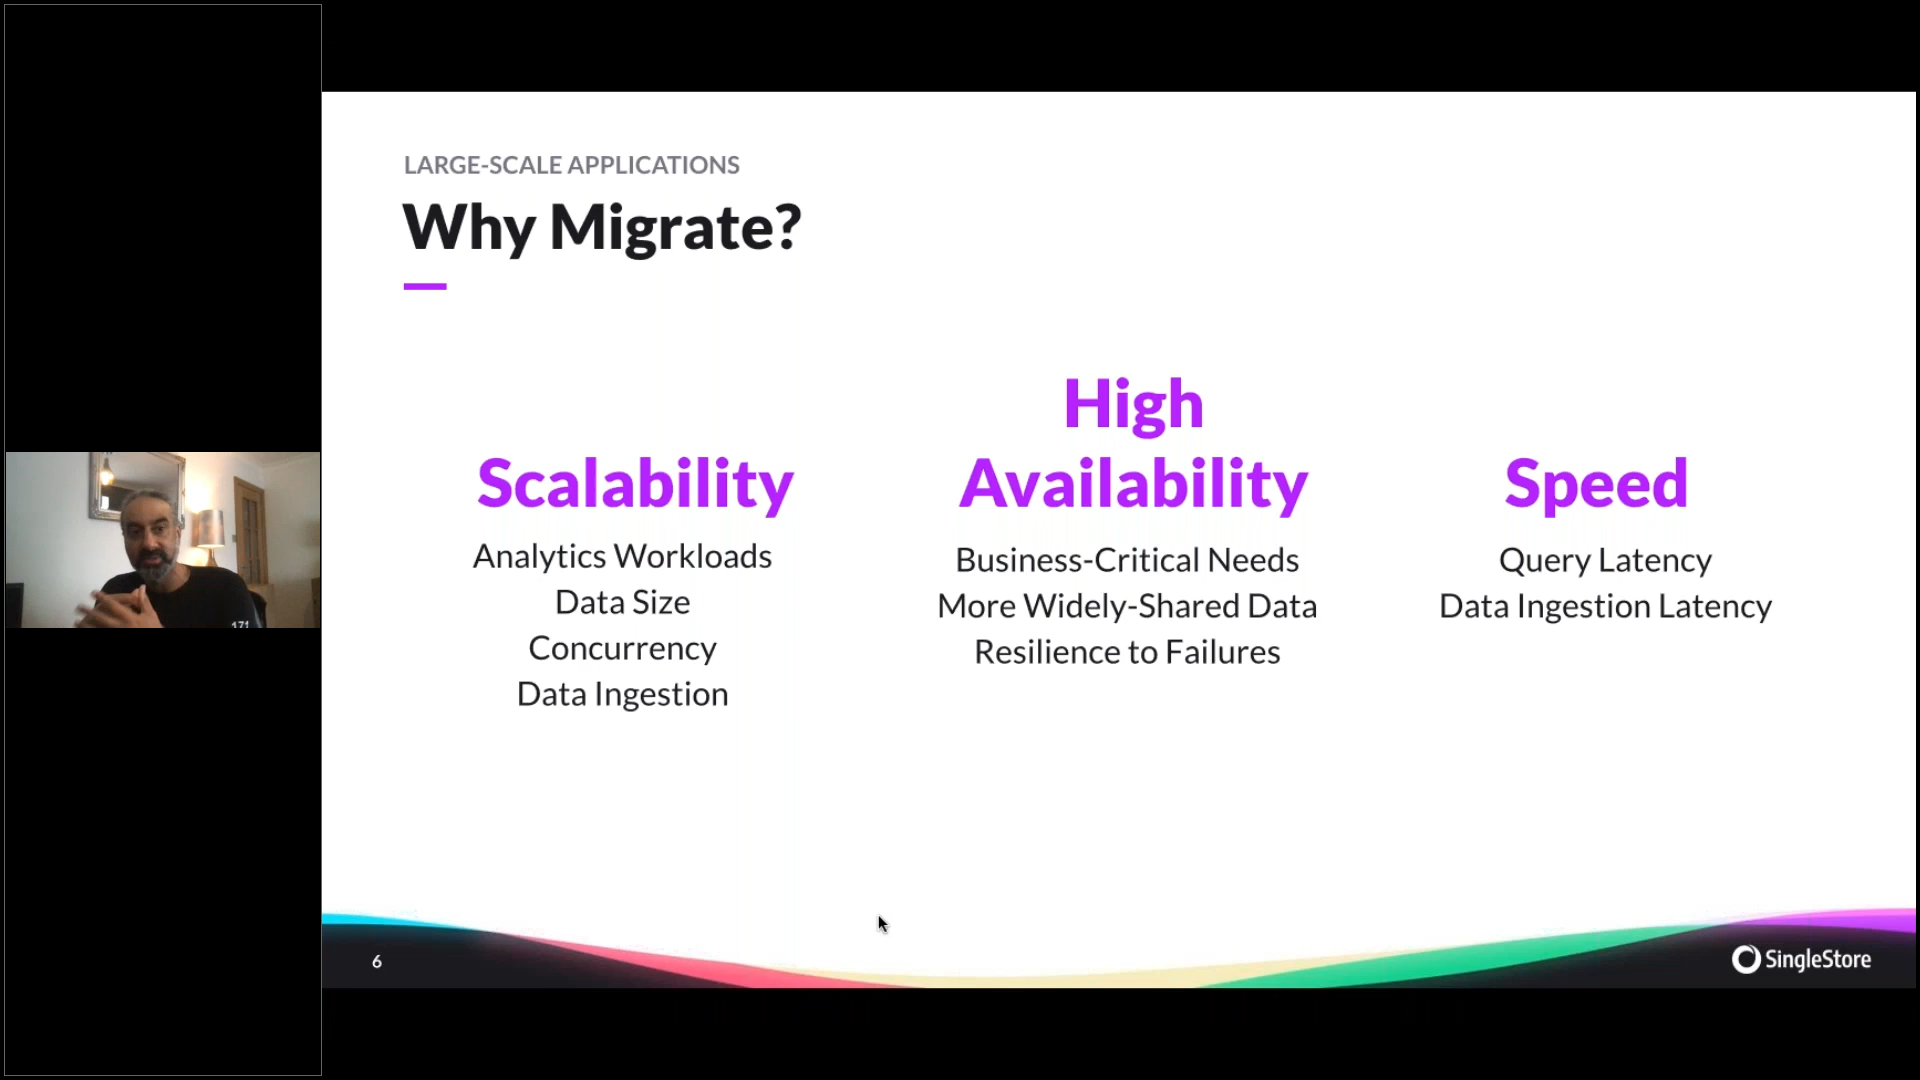 LARGE-SCALE APPLICATIONS
Why Migrate?
High
Scalability
Availability
Speed
Analytics Workloads
Data Size
Concurrency
Data Ingestion
Business-Critical Needs
More Widely-Shared Data
Resilience to Failures
Query Latency
Data Ingestion Latency
171
6
SingleStore